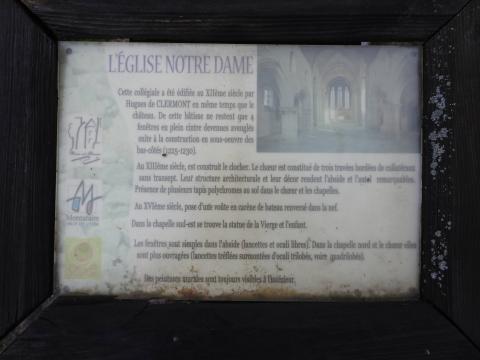 L'ÉGLISE NOTRE DAME
Cette collégiale a été édifiée au XIIème siècle par
Hugues de CLERMONT en même temps que le
château. De cette bâtisse ne restent que 4
fenêtres en plein cintre devenues aveugles
suite à la construction en sous-oeuvre des
bas-côtés (1225-1230).
Au XIIIème siècle, est construit le clocher. Le chœur est constitué de trois travées bordées de collatéraux
sans transept. Leur structure architecturale et leur décor rendent l'abside et l'autel remarquables.
Présence de plusieurs tapis polychromes au sol dans le chœur et les chapelles.
Au XVIème siècle, pose d'une voûte en carène de bateau renversé dans la nef.
Dans la chapelle sud-est se trouve la statue de la Vierge et l'enfant.
Les fenêtres sont simples dans l'abside (lancettes et ocali libres). Dans la chapelle nord et le chœur elles
sont plus ouvragées (lancettes tréflées surmontées d'ocali trilobés, voire quadrilobés).
Des peintures murales sont toujours visibles à l'intérieur.
Montataire